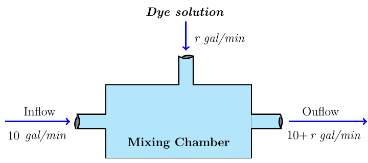 Dye solution
r gal/min
Inflow
10 gal/min
Mixing Chamber
Ouflow
10+ r gal/min